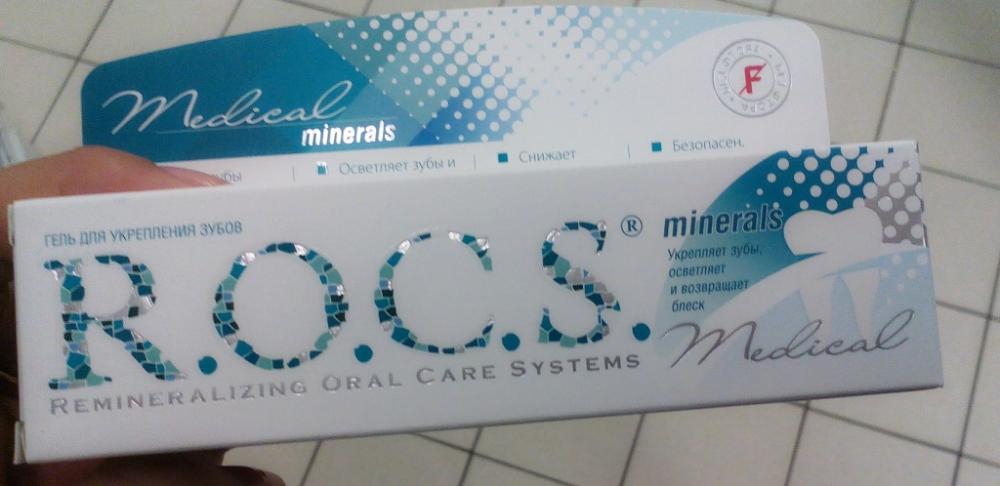 Medical
minerals
убы
Осветляет зубы и
Снижает
Безопасен.
F
ГЕЛЬ ДЛЯ УКРЕПЛЕНИЯ ЗУБОВ
R.O.C.S.®
REMINERALIZING ORAL CARE SYSTEMS
minerals
Укрепляет зубы,
осветляет
и возвращает
блеск
Medical